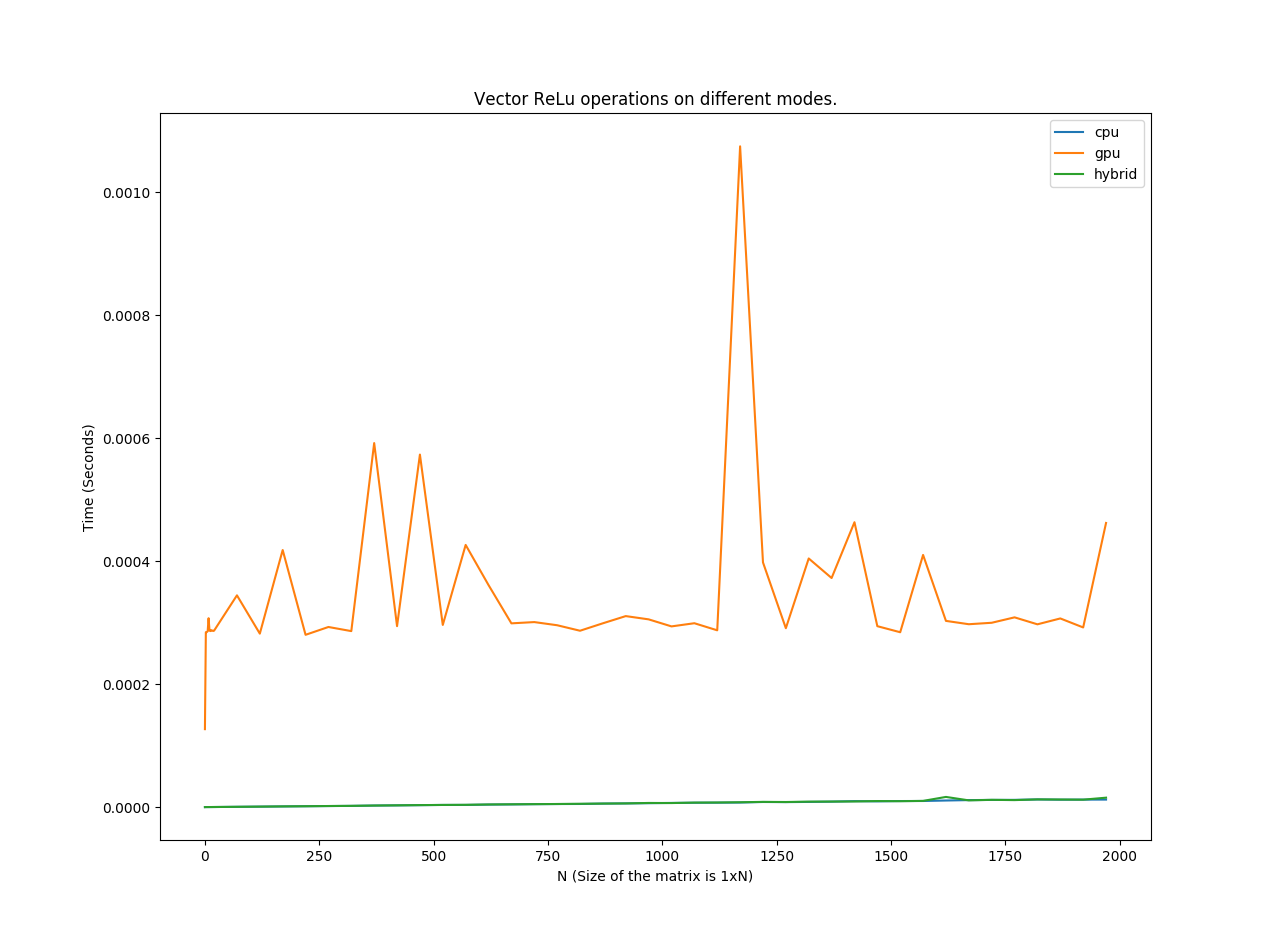 Vector ReLu operations on different modes.
cpu
gpu
hybrid
Time (Seconds)
0.0010
0.0008
0.0006
0.0004
0.0002
0.0000
0 250 500 750 1000 1250 1500 1750 2000
N (Size of the matrix is 1xN)